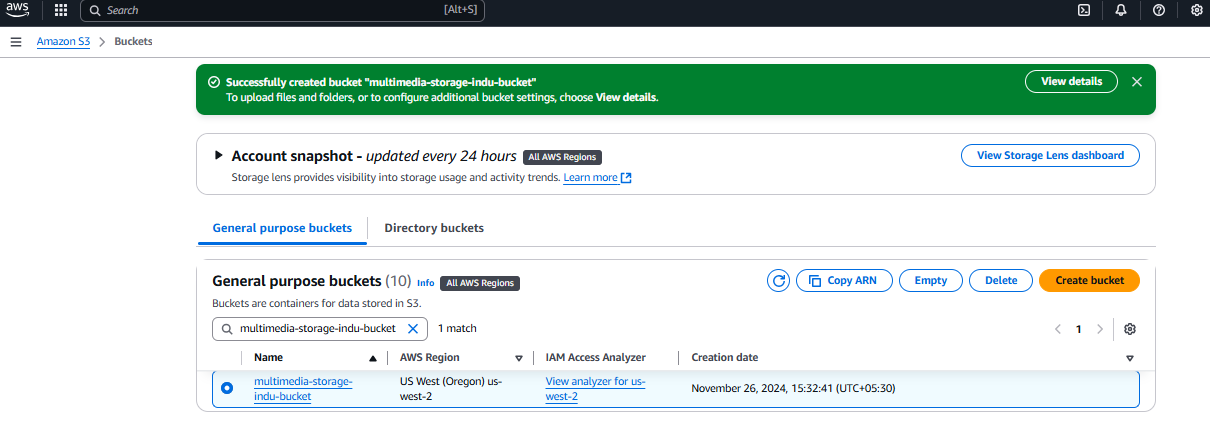 aws
Search
[Alt+S]
Amazon S3 > Buckets
Successfully created bucket "multimedia-storage-indu-bucket"
To upload files and folders, or to configure additional bucket settings, choose View details.
View details
Account snapshot - updated every 24 hours All AWS Regions
Storage lens provides visibility into storage usage and activity trends. Learn more
View Storage Lens dashboard
General purpose buckets
Directory buckets
General purpose buckets (10) Info All AWS Regions
Buckets are containers for data stored in S3.
Copy ARN
Empty
Delete
Create bucket
multimedia-storage-indu-bucket
1 match
1
Name
AWS Region
IAM Access Analyzer
Creation date
multimedia-storage-
indu-bucket
US West (Oregon) us-
west-2
View analyzer for us-
west-2
November 26, 2024, 15:32:41 (UTC+05:30)